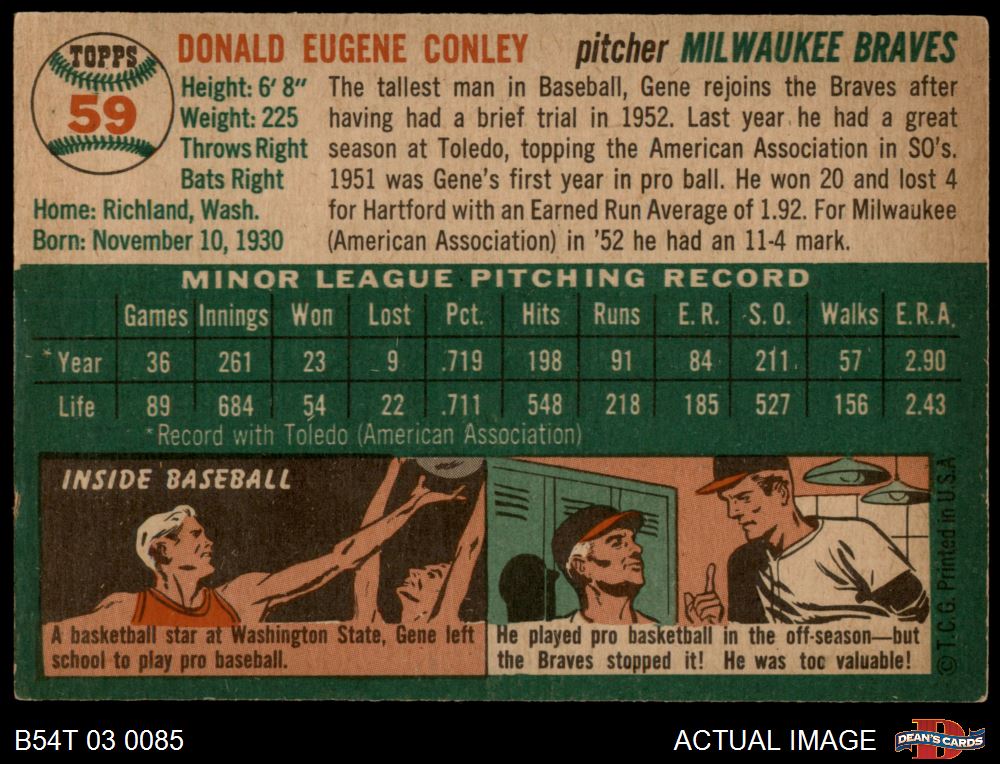 TOPPS
59
DONALD EUGENE CONLEY pitcher MILWAUKEE BRAVES
Height: 6' 8"
Weight: 225
Throws Right
Bats Right
Home: Richland, Wash.
Born: November 10, 1930
The tallest man in Baseball, Gene rejoins the Braves after
having had a brief trial in 1952. Last year he had a great
season at Toledo, topping the American Association in SO's.
1951 was Gene's first year in pro ball. He won 20 and lost 4
for Hartford with an Earned Run Average of 1.92. For Milwaukee
(American Association) in '52 he had an 11-4 mark.
MINOR LEAGUE PITCHING RECORD
Games Innings Won Lost Pct. Hits Runs E. R. S. O. Walks E.R.A.
*Year 36 261 23 9 .719 198 91 84 211 57 2.90
Life 89 684 54 22 .711 548 218 185 527 156 2.43
*Record with Toledo (American Association)
INSIDE BASEBALL
A basketball star at Washington State, Gene left
school to play pro baseball.
He played pro basketball in the off-season—but
the Braves stopped it! He was too valuable!
© T.C.G. Printed in U.S.A
B54T 03 0085
ACTUAL IMAGE
DEAN'S CARDS